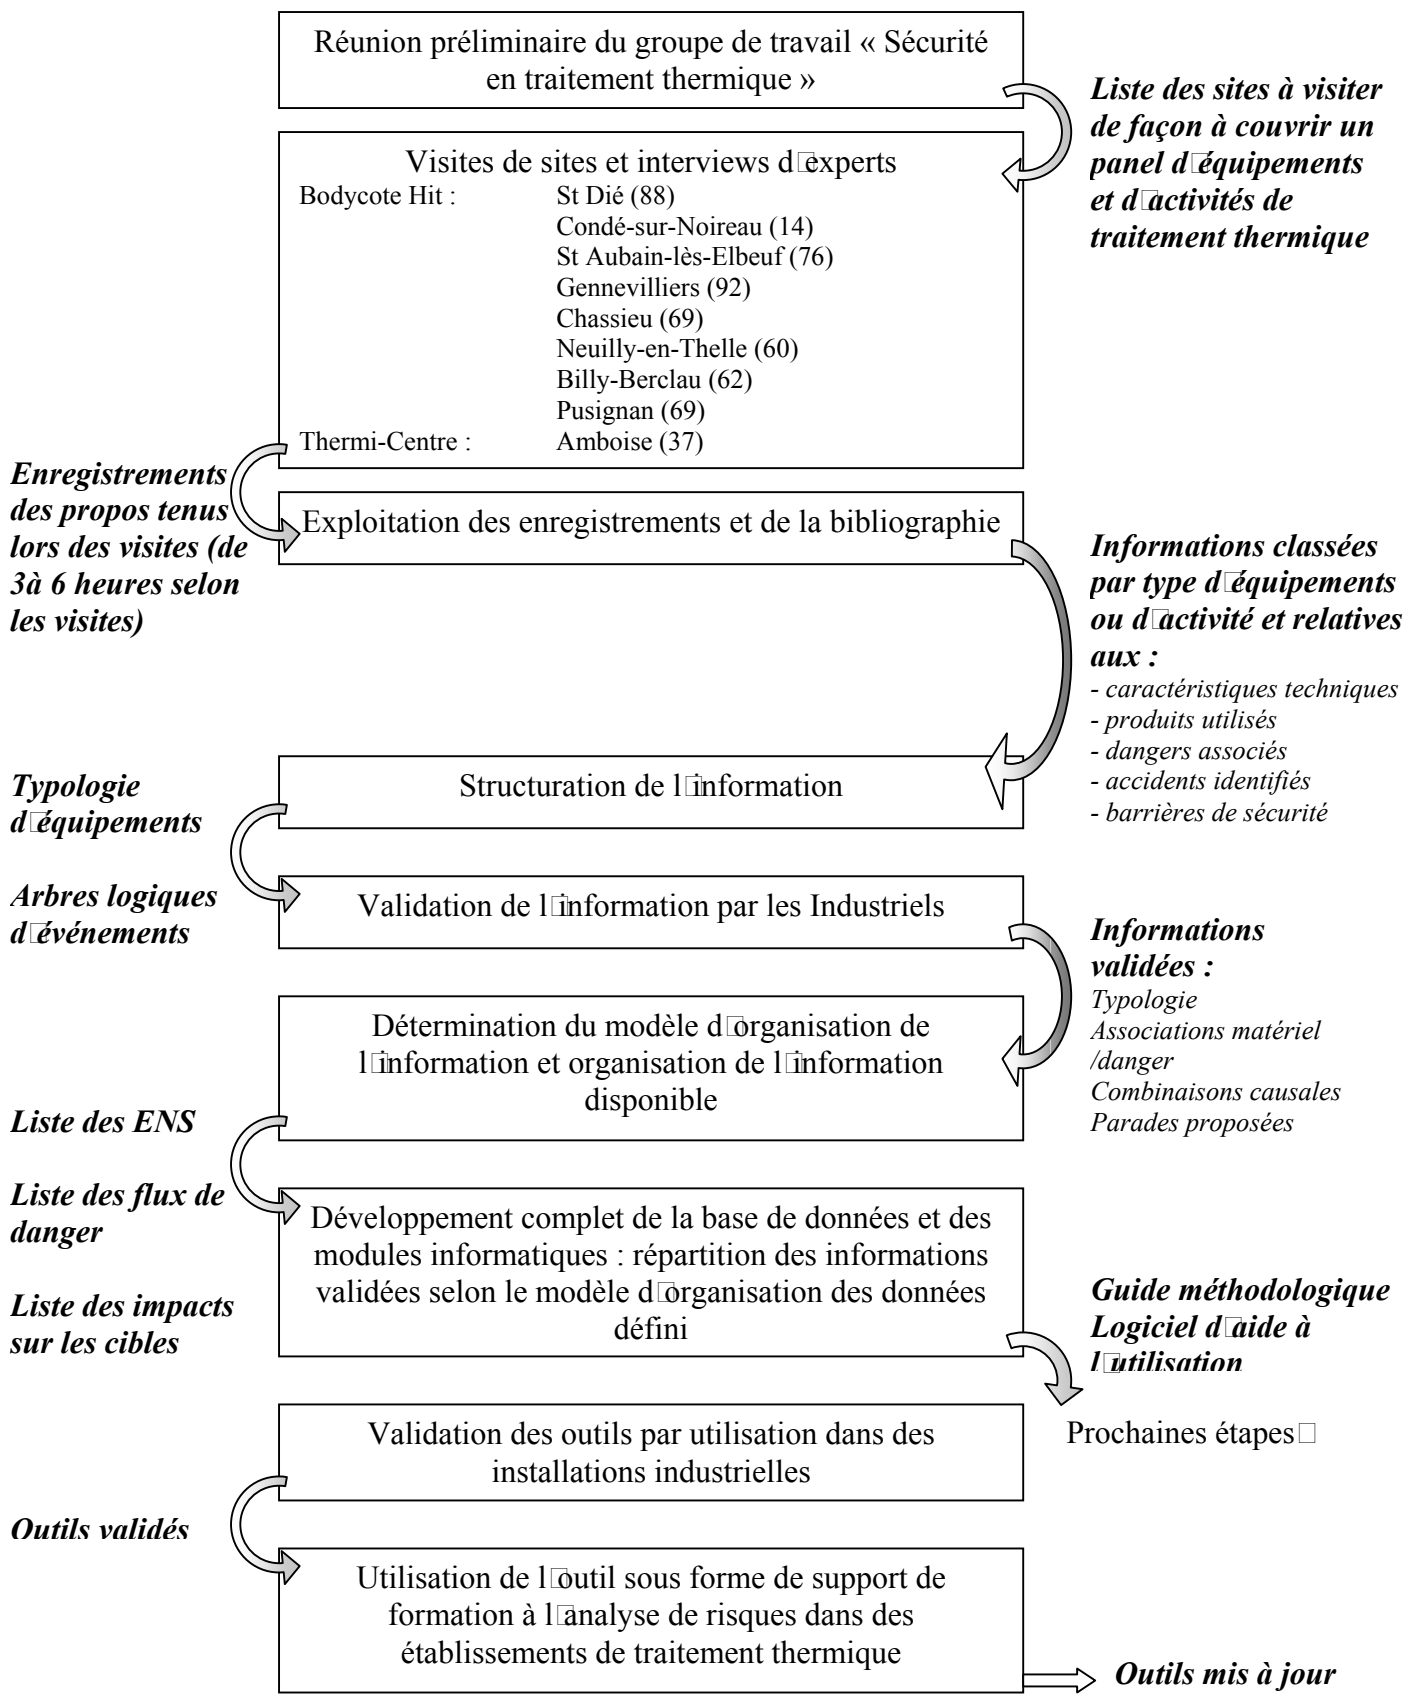 Réunion préliminaire du groupe de travail « Sécurité
en traitement thermique »
Liste des sites à visiter
de façon à couvrir un
panel d□équipements
et d□activités de
traitement thermique
Visites de sites et interviews d□experts
Bodycote Hit : St Dié (88)
Condé-sur-Noireau (14)
St Aubain-lès-Elbeuf (76)
Gennevilliers (92)
Chassieu (69)
Neuilly-en-Thelle (60)
Billy-Berclau (62)
Pusignan (69)
Thermi-Centre : Amboise (37)
Enregistrements
des propos tenus
lors des visites (de
3à 6 heures selon
les visites)
Exploitation des enregistrements et de la bibliographie
Informations classées
par type d□équipements
ou d□activité et relatives
aux :
- caractéristiques techniques
- produits utilisés
- dangers associés
- accidents identifiés
- barrières de sécurité
Structuration de l□information
Typologie
d□équipements
Arbres logiques
d□événements
Validation de l□information par les Industriels
Informations
validées :
Typologie
Associations matériel
/danger
Combinaisons causales
Parades proposées
Détermination du modèle d□organisation de
l□information et organisation de l□information
disponible
Liste des ENS
Liste des flux de
danger
Liste des impacts
sur les cibles
Développement complet de la base de données et des
modules informatiques : répartition des informations
validées selon le modèle d□organisation des données
défini
Guide méthodologique
Logiciel d□aide à
l□utilisation
Prochaines étapes□
Validation des outils par utilisation dans des
installations industrielles
Outils validés
Utilisation de l□outil sous forme de support de
formation à l□analyse de risques dans des
établissements de traitement thermique
Outils mis à jour